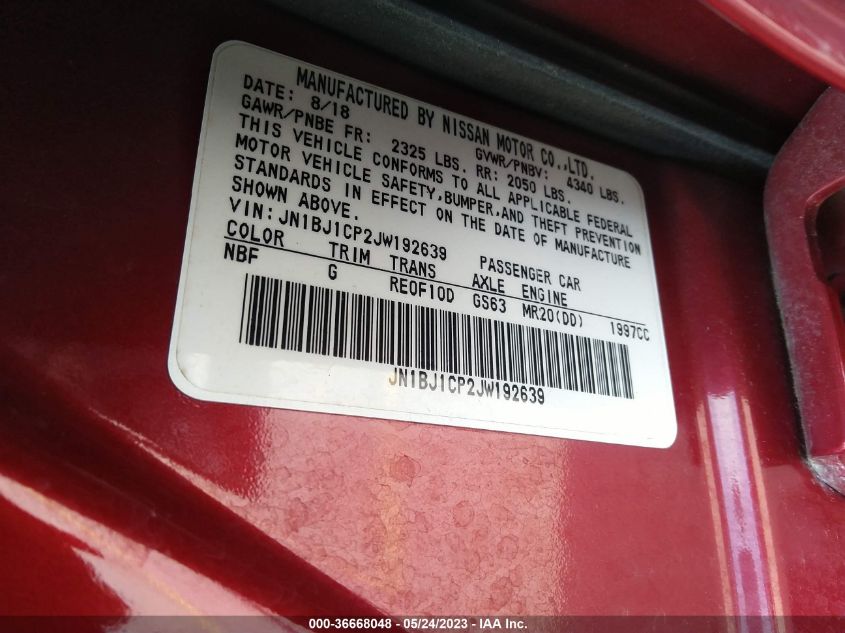 MANUFACTURED BY NISSAN MOTOR CO.,LTD.
DATE: 8/18 GVWR/PNBV: 4340 LBS.
GAWR/PNBE FR: 2325 LBS. RR: 2050 LBS.
THIS VEHICLE CONFORMS TO ALL APPLICABLE FEDERAL
MOTOR VEHICLE SAFETY,BUMPER,AND THEFT PREVENTION
STANDARDS IN EFFECT ON THE DATE OF MANUFACTURE
SHOWN ABOVE.
VIN:JN1BJ1CP2JW192639 PASSENGER CAR
COLOR TRIM TRANS AXLE ENGINE
NBF G RE0F10D GS63 MR20(DD) 1997CC
JN1BJ1CP2JW192639
000-36668048 - 05/24/2023 - IAA Inc.